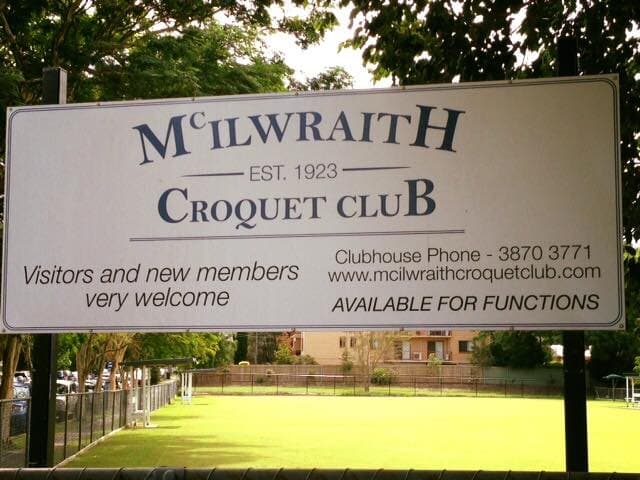 McILWRAITH
EST. 1923
CROQUET CLUB
Visitors and new members
very welcome
Clubhouse Phone - 3870 3771
www.mcilwraithcroquetclub.com
AVAILABLE FOR FUNCTIONS